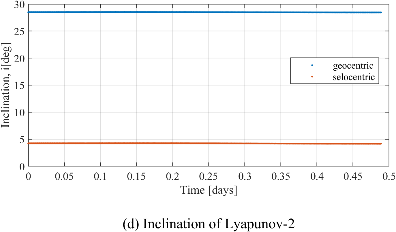 30
25
20
15
10
5
0
Inclination, i[deg]
geocentric
selocentric
0 0.05 0.1 0.15 0.2 0.25 0.3 0.35 0.4 0.45 0.5
Time [days]
(d) Inclination of Lyapunov-2